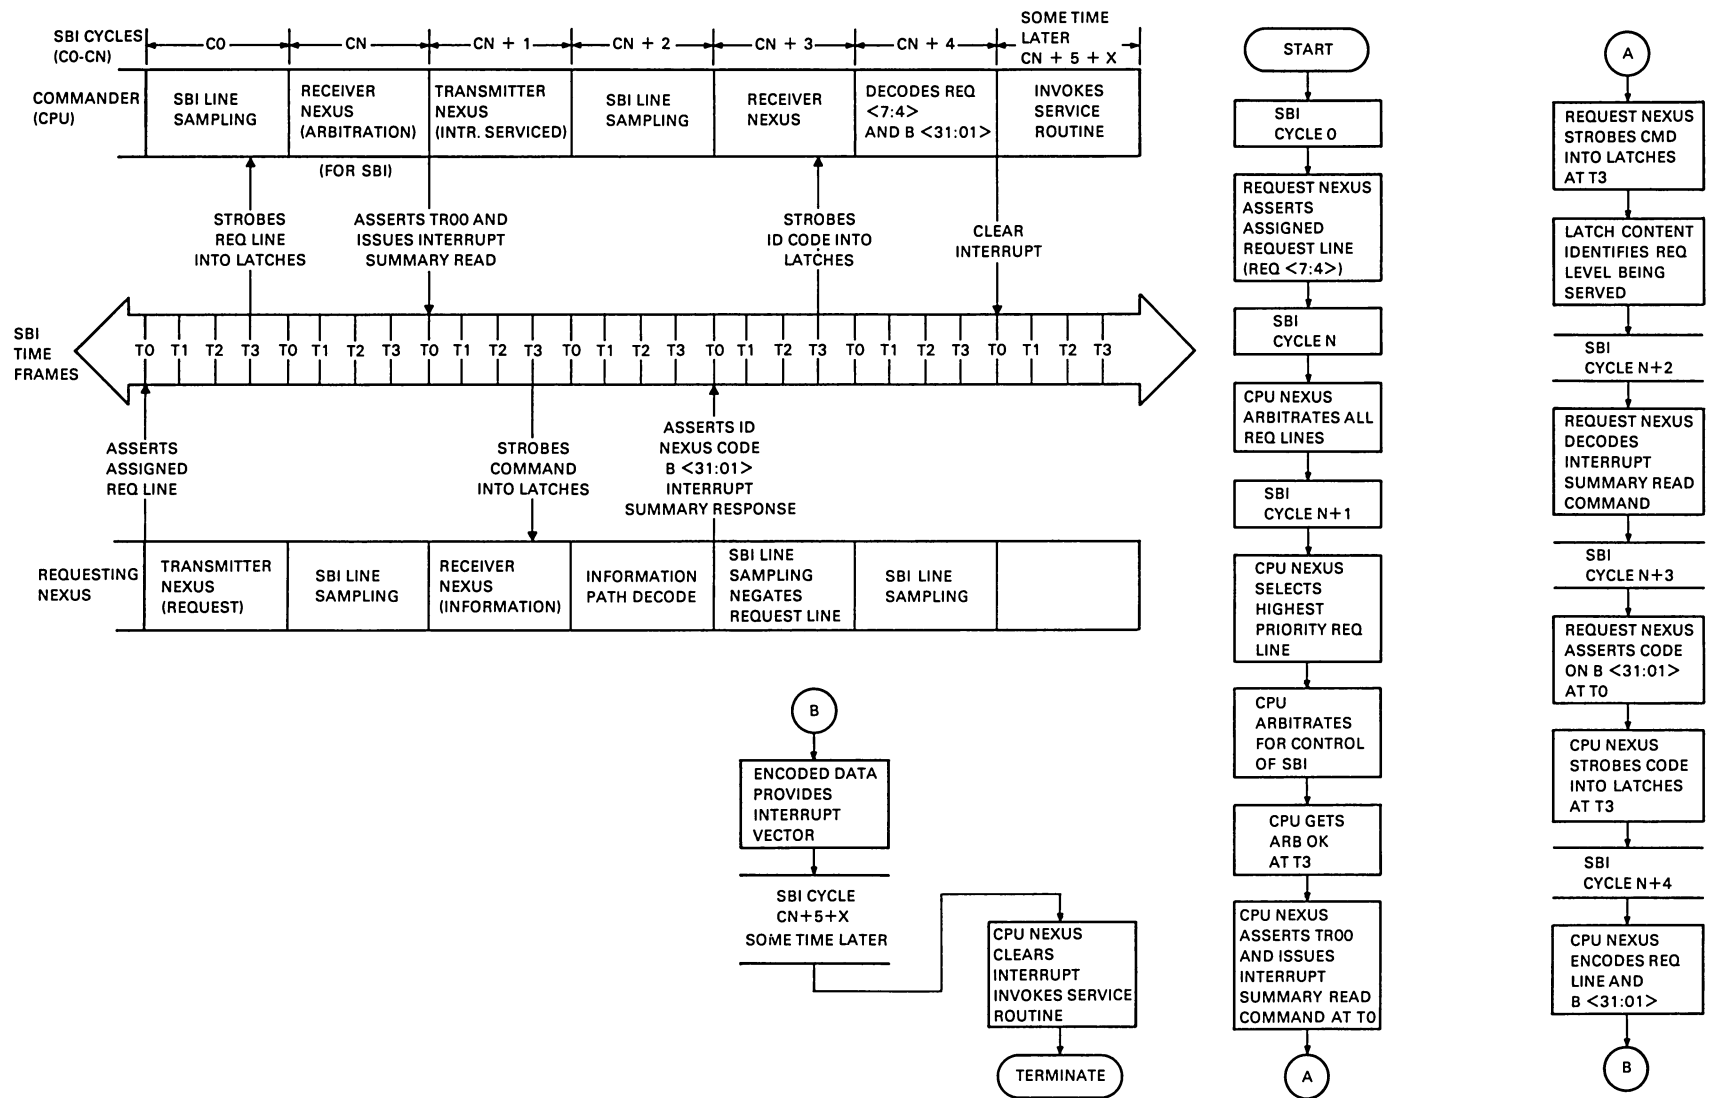 SBI CYCLES
(C0-CN)
C0
CN
CN + 1
CN + 2
CN + 3
CN + 4
SOME TIME
LATER
CN + 5 + X
COMMANDER
(CPU)
SBI LINE
SAMPLING
RECEIVER
NEXUS
(ARBITRATION)
TRANSMITTER
NEXUS
(INTR. SERVICED)
SBI LINE
SAMPLING
RECEIVER
NEXUS
DECODES REQ
<7:4>
AND B <31:01>
INVOKES
SERVICE
ROUTINE
(FOR SBI)
STROBES
REQ LINE
INTO LATCHES
ASSERTS TR00 AND
ISSUES INTERRUPT
SUMMARY READ
STROBES
ID CODE INTO
LATCHES
CLEAR
INTERRUPT
SBI
TIME
FRAMES
T0 T1 T2 T3 T0 T1 T2 T3 T0 T1 T2 T3 T0 T1 T2 T3 T0 T1 T2 T3 T0 T1 T2 T3 T0 T1 T2 T3
ASSERTS
ASSIGNED
REQ LINE
STROBES
COMMAND
INTO LATCHES
ASSERTS ID
NEXUS CODE
B <31:01>
INTERRUPT
SUMMARY RESPONSE
REQUESTING
NEXUS
TRANSMITTER
NEXUS
(REQUEST)
SBI LINE
SAMPLING
RECEIVER
NEXUS
(INFORMATION)
INFORMATION
PATH DECODE
SBI LINE
SAMPLING
NEGATES
REQUEST LINE
SBI LINE
SAMPLING
START
SBI
CYCLE 0
REQUEST NEXUS
ASSERTS
ASSIGNED
REQUEST LINE
(REQ <7:4>)
SBI
CYCLE N
CPU NEXUS
ARBITRATES ALL
REQ LINES
SBI
CYCLE N+1
CPU NEXUS
SELECTS
HIGHEST
PRIORITY REQ
LINE
CPU
ARBITRATES
FOR CONTROL
OF SBI
CPU GETS
ARB OK
AT T3
CPU NEXUS
ASSERTS TR00
AND ISSUES
INTERRUPT
SUMMARY READ
COMMAND AT T0
A
A
REQUEST NEXUS
STROBES CMD
INTO LATCHES
AT T3
LATCH CONTENT
IDENTIFIES REQ
LEVEL BEING
SERVED
SBI
CYCLE N+2
REQUEST NEXUS
DECODES
INTERRUPT
SUMMARY READ
COMMAND
SBI
CYCLE N+3
REQUEST NEXUS
ASSERTS CODE
ON B <31:01>
AT T0
CPU NEXUS
STROBES CODE
INTO LATCHES
AT T3
SBI
CYCLE N+4
CPU NEXUS
ENCODES REQ
LINE AND
B <31:01>
B
B
ENCODED DATA
PROVIDES
INTERRUPT
VECTOR
SBI CYCLE
CN+5+X
SOME TIME LATER
CPU NEXUS
CLEARS
INTERRUPT
INVOKES SERVICE
ROUTINE
TERMINATE